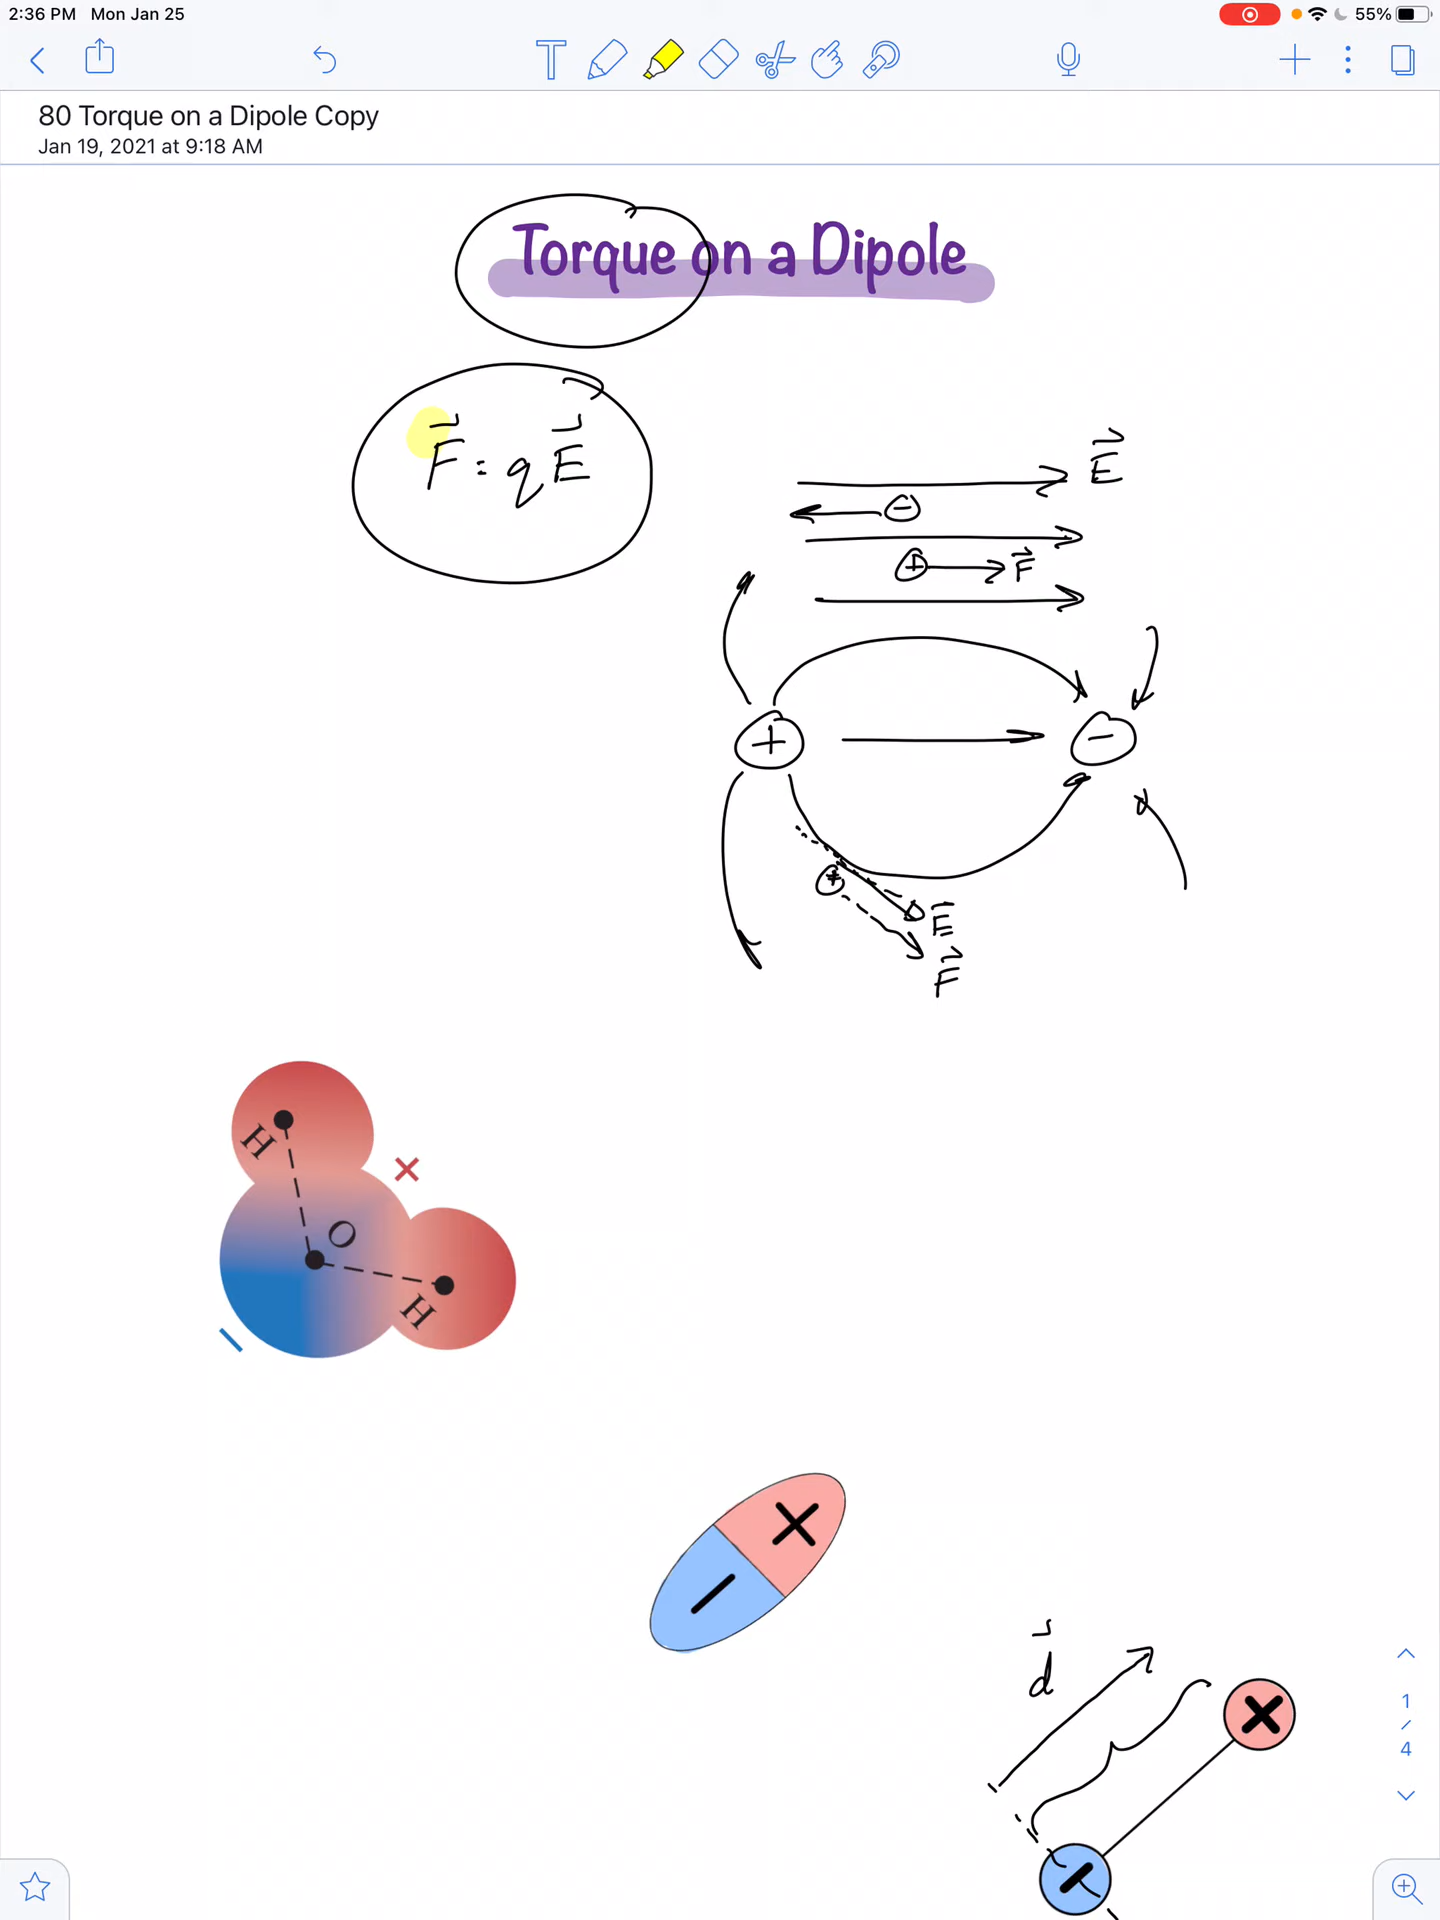 2:36 PM Mon Jan 25
55%
T
80 Torque on a Dipole Copy
Jan 19, 2021 at 9:18 AM
Torque on a Dipole
F = q E
E
−
+ F
+ −
+
E
F
H
+
O
H
−
+
−
d
+
−
1
/
4